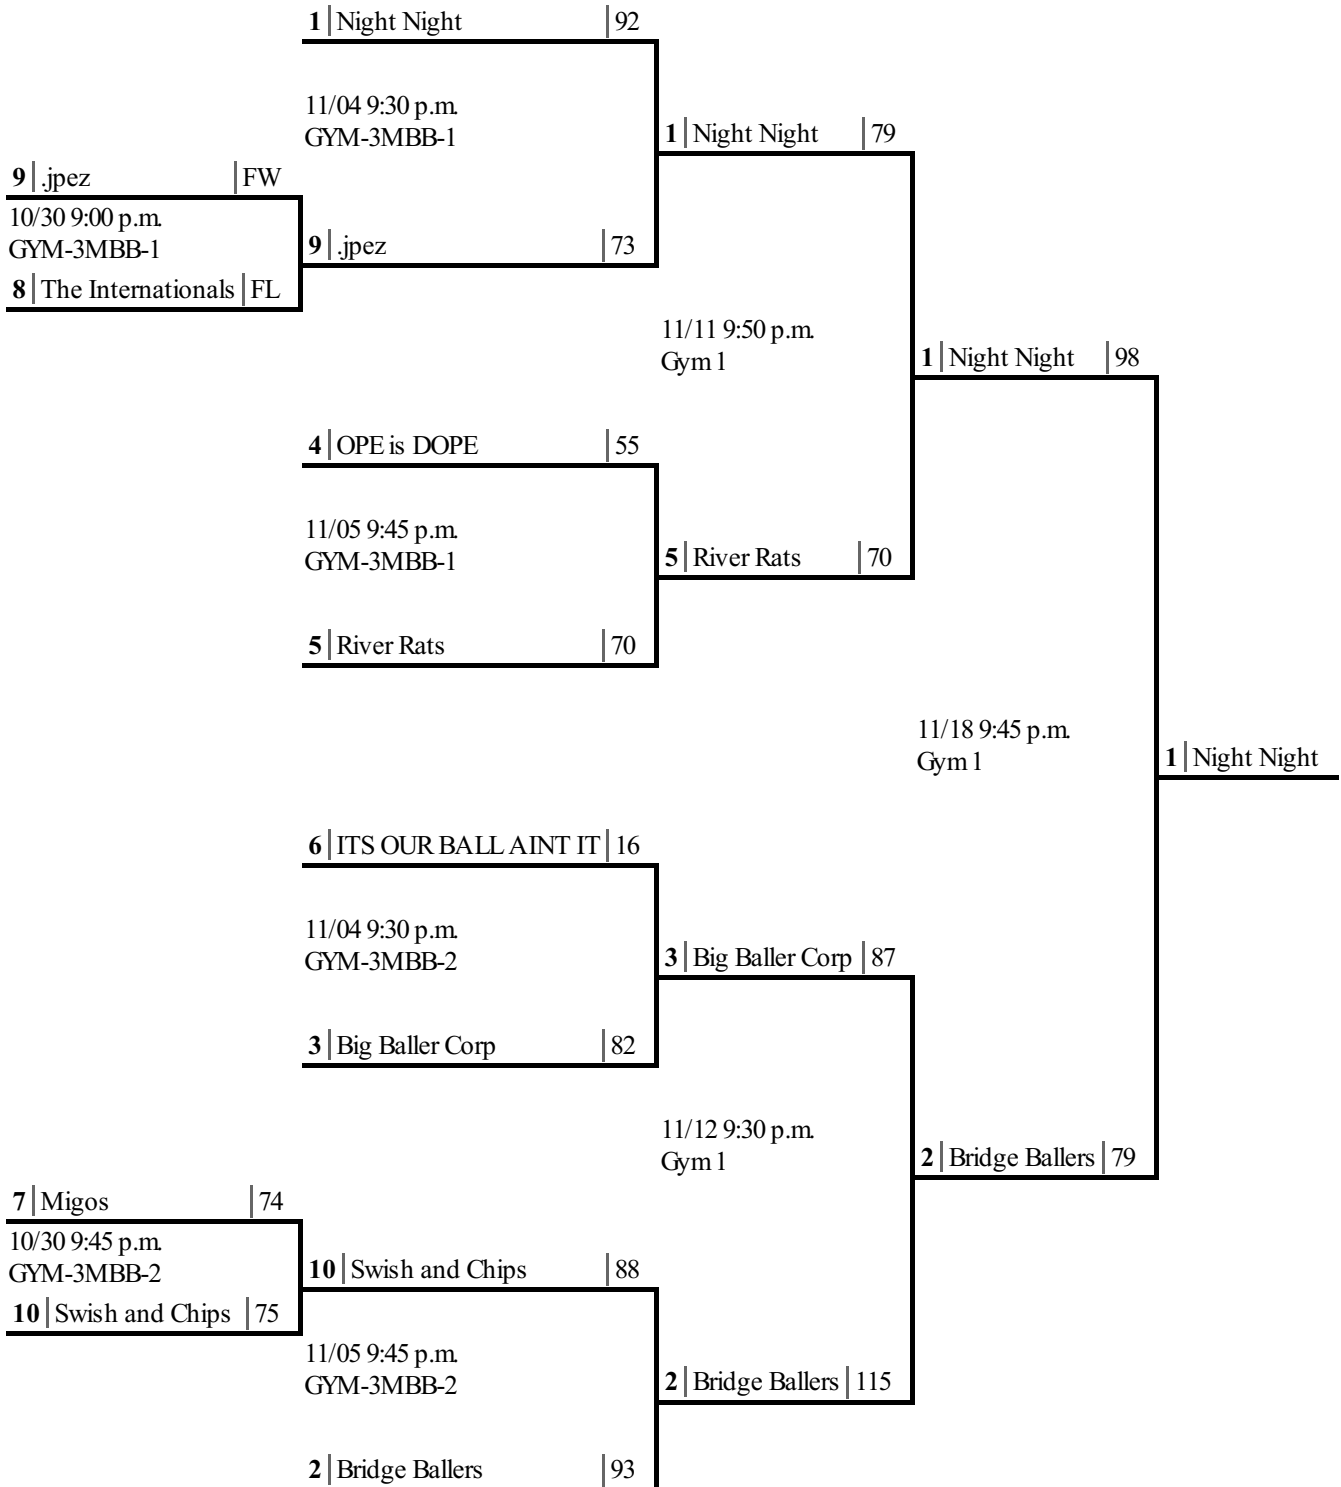 1 Night Night 92
11/04 9:30 p.m.
GYM-3MBB-1
1 Night Night 79
9 .jpez FW
10/30 9:00 p.m.
GYM-3MBB-1
9 .jpez 73
8 The Internationals FL
11/11 9:50 p.m.
Gym 1
1 Night Night 98
4 OPE is DOPE 55
11/05 9:45 p.m.
GYM-3MBB-1
5 River Rats 70
5 River Rats 70
11/18 9:45 p.m.
Gym 1
1 Night Night
6 ITS OUR BALL AINT IT 16
11/04 9:30 p.m.
GYM-3MBB-2
3 Big Baller Corp 87
3 Big Baller Corp 82
11/12 9:30 p.m.
Gym 1
2 Bridge Ballers 79
7 Migos 74
10/30 9:45 p.m.
GYM-3MBB-2
10 Swish and Chips 88
10 Swish and Chips 75
11/05 9:45 p.m.
GYM-3MBB-2
2 Bridge Ballers 115
2 Bridge Ballers 93